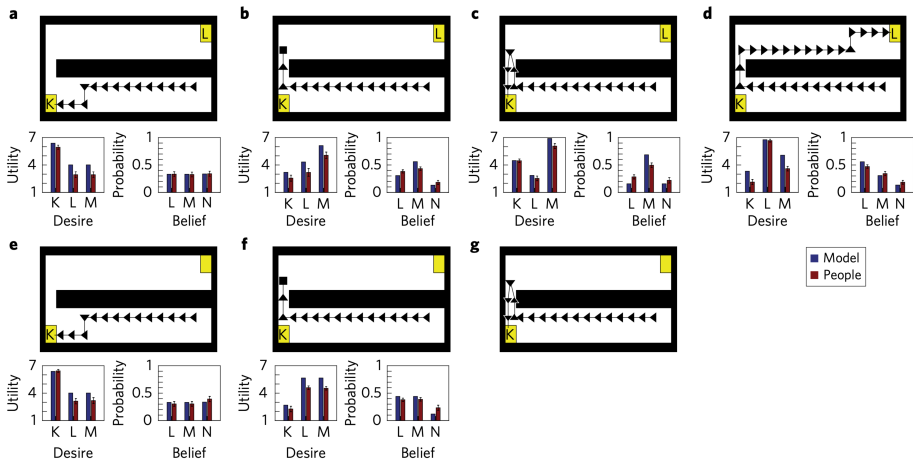 a
L
K
7
4
1
Utility
K L M
Desire
1
0.5
0
Probability
L M N
Belief
b
L
K
7
4
1
Utility
K L M
Desire
1
0.5
0
Probability
L M N
Belief
c
L
K
7
4
1
Utility
K L M
Desire
1
0.5
0
Probability
L M N
Belief
d
L
K
7
4
1
Utility
K L M
Desire
1
0.5
0
Probability
L M N
Belief
e
K
7
4
1
Utility
K L M
Desire
1
0.5
0
Probability
L M N
Belief
f
K
7
4
1
Utility
K L M
Desire
1
0.5
0
Probability
L M N
Belief
g
K
Model
People